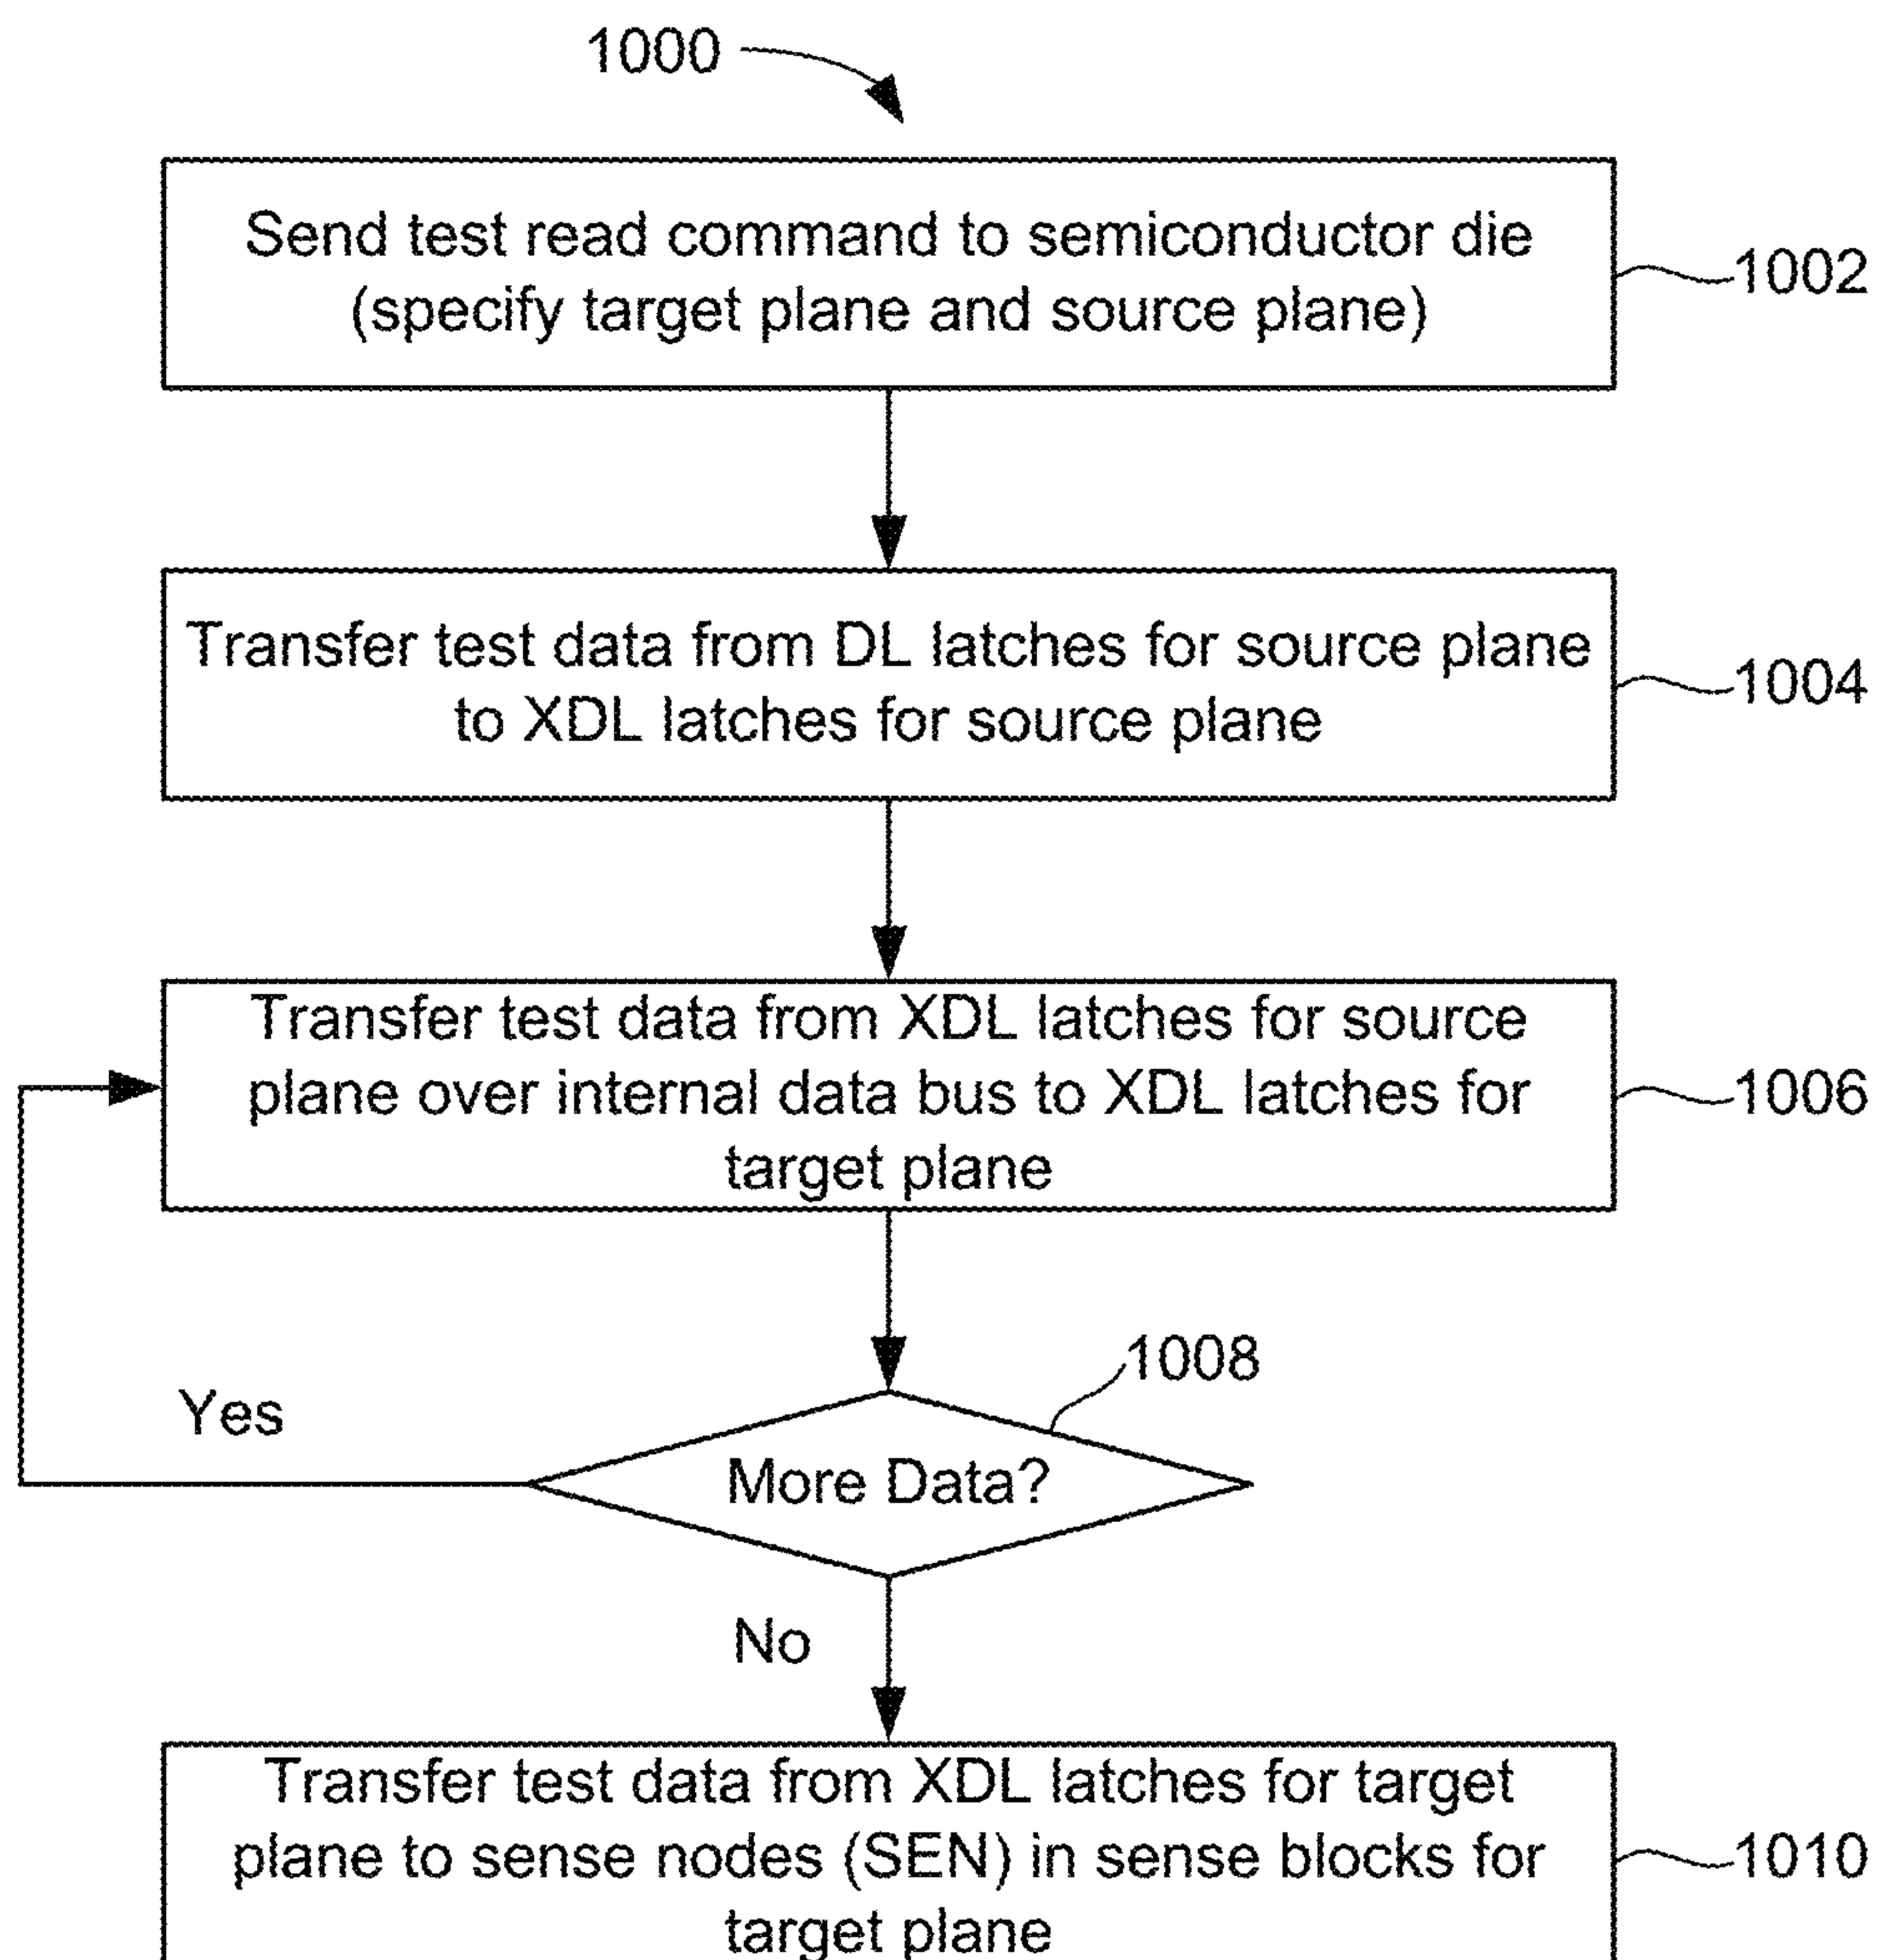 1000
Send test read command to semiconductor die
(specify target plane and source plane)
1002
Transfer test data from DL latches for source plane
to XDL latches for source plane
1004
Transfer test data from XDL latches for source
plane over internal data bus to XDL latches for
target plane
1006
1008
More Data?
Yes
No
Transfer test data from XDL latches for target
plane to sense nodes (SEN) in sense blocks for
target plane
1010